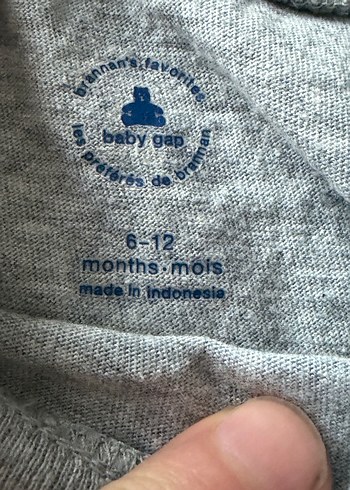 brannan's favorites
baby gap
les préférés de brannan
6-12
months·mois
made in indonesia